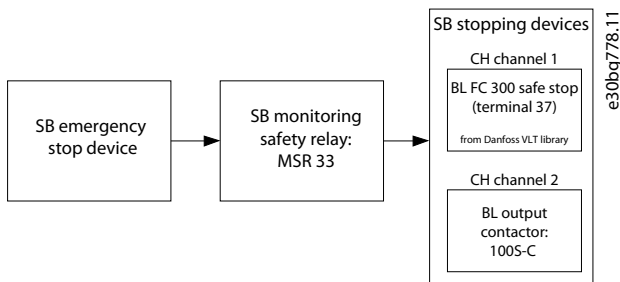 SB emergency
stop device
SB monitoring
safety relay:
MSR 33
SB stopping devices
CH channel 1
BL FC 300 safe stop
(terminal 37)
from Danfoss VLT library
CH channel 2
BL output
contactor:
100S-C
e30bq778.11